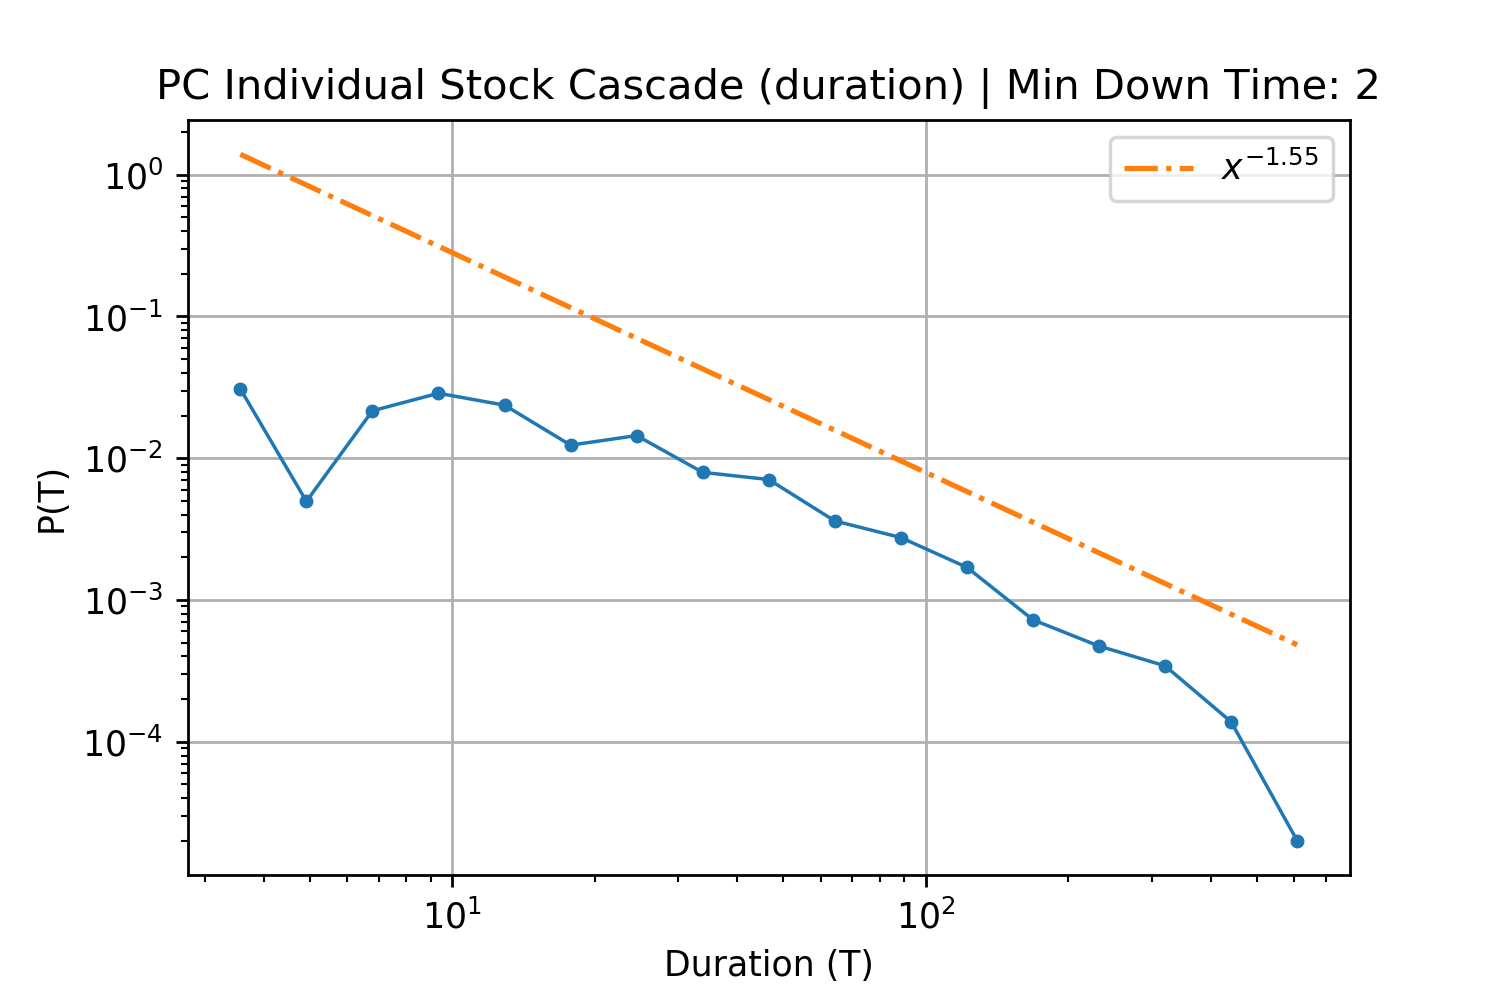 PC Individual Stock Cascade (duration) | Min Down Time: 2
x^{-1.55}
10^0
10^{-1}
10^{-2}
10^{-3}
10^{-4}
P(T)
10^1 10^2
Duration (T)